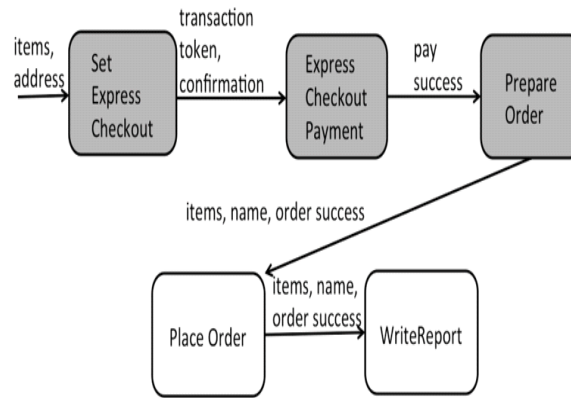 items,
address
Set
Express
Checkout
transaction
token,
confirmation
Express
Checkout
Payment
pay
success
Prepare
Order
items, name, order success
Place Order
items, name,
order success
WriteReport